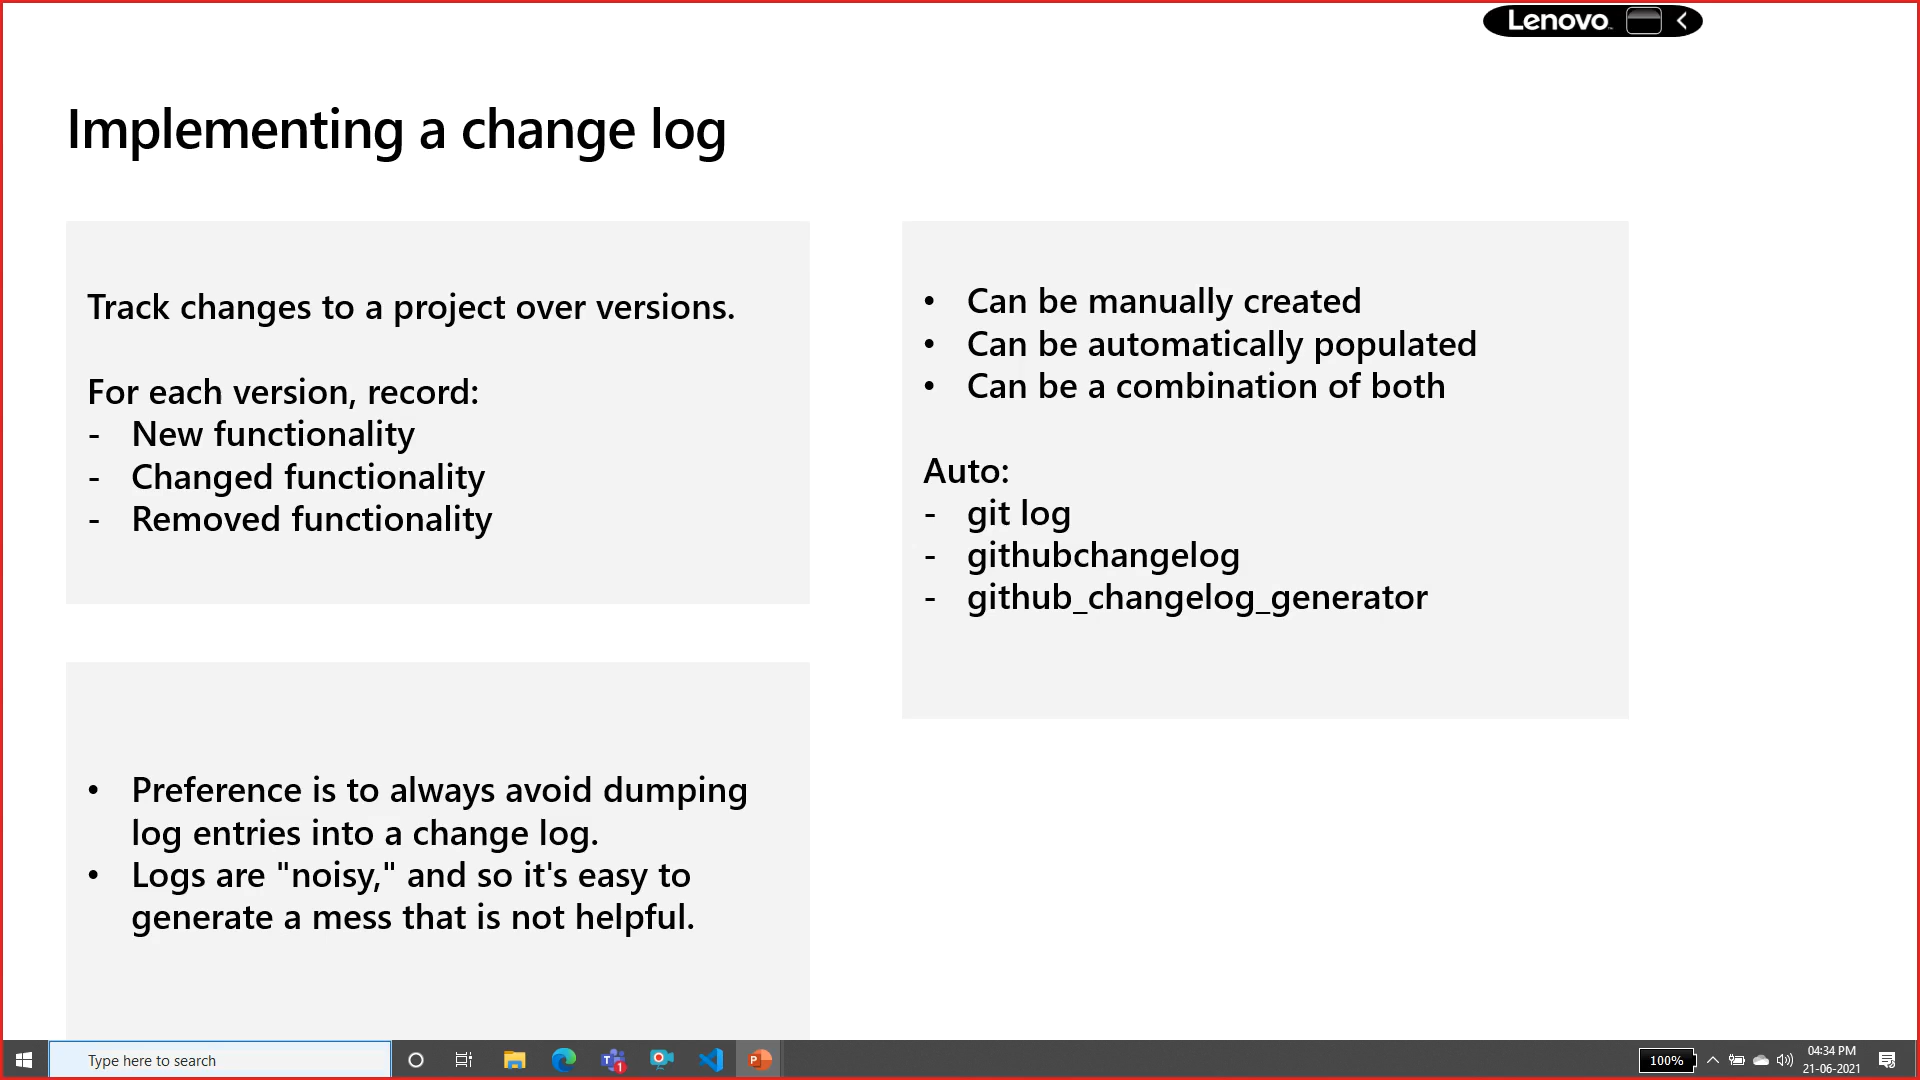 Lenovo
Implementing a change log
Track changes to a project over versions.
For each version, record:
- New functionality
- Changed functionality
- Removed functionality
• Preference is to always avoid dumping
log entries into a change log.
• Logs are "noisy," and so it's easy to
generate a mess that is not helpful.
• Can be manually created
• Can be automatically populated
• Can be a combination of both
Auto:
- git log
- githubchangelog
- github_changelog_generator
Type here to search
1
100%
04:34 PM
21-06-2021